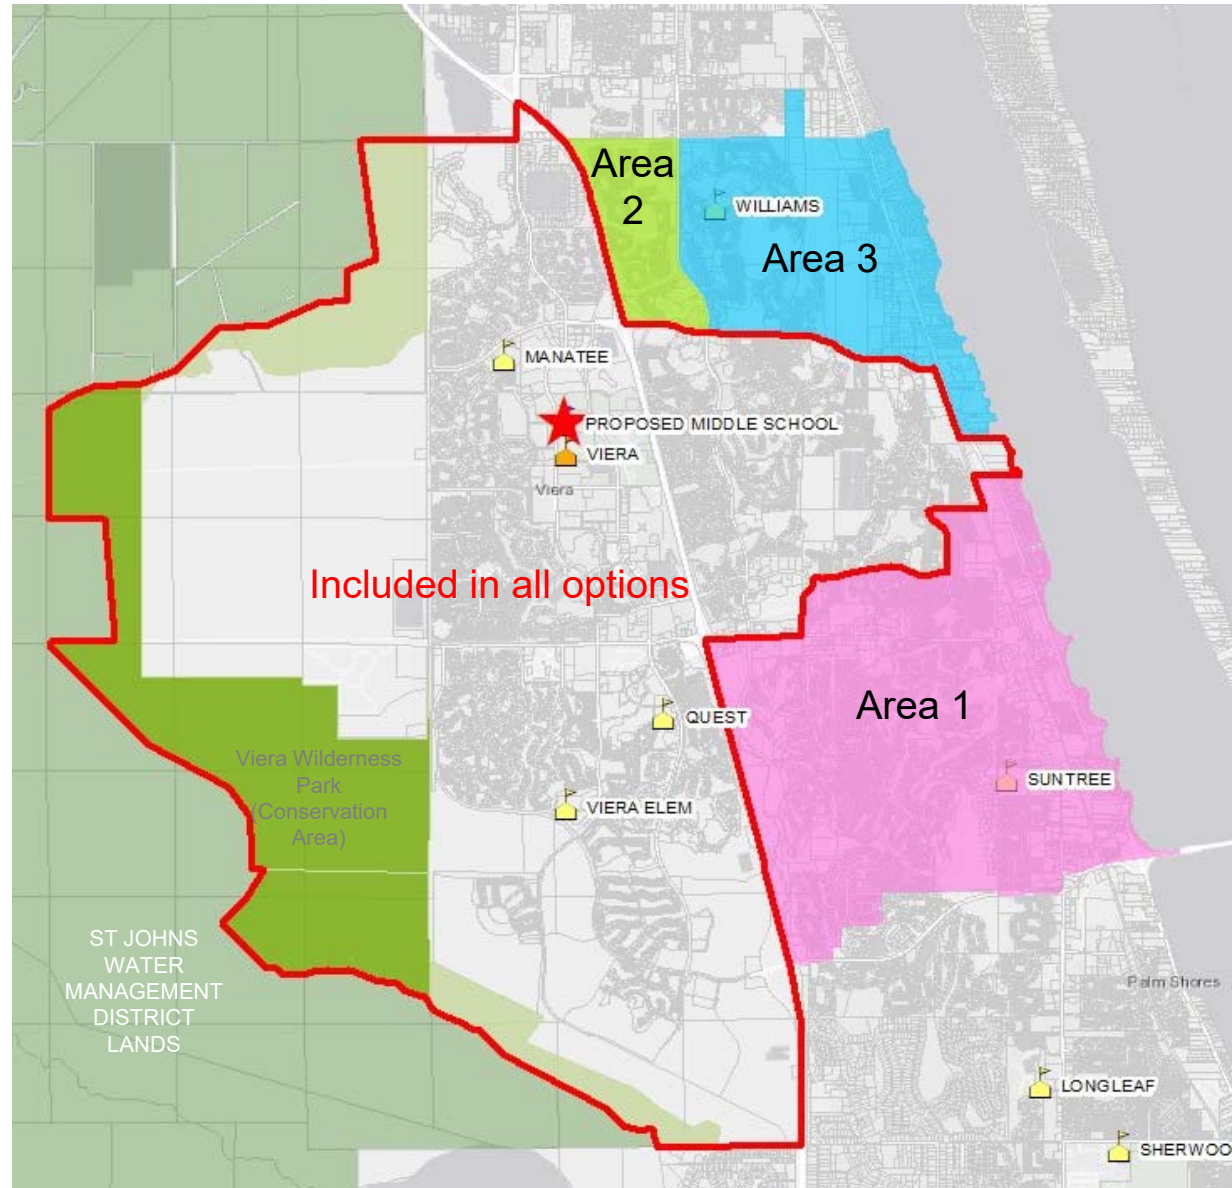 Area
2
WILLIAMS
Area 3
MANATEE
PROPOSED MIDDLE SCHOOL
VIERA
Viera
Included in all options
Area 1
QUEST
Viera Wilderness
Park
(Conservation
Area)
SUNTREE
VIERA ELEM
ST JOHNS
WATER
MANAGEMENT
DISTRICT
LANDS
Palm Shores
LONGLEAF
SHERWOO